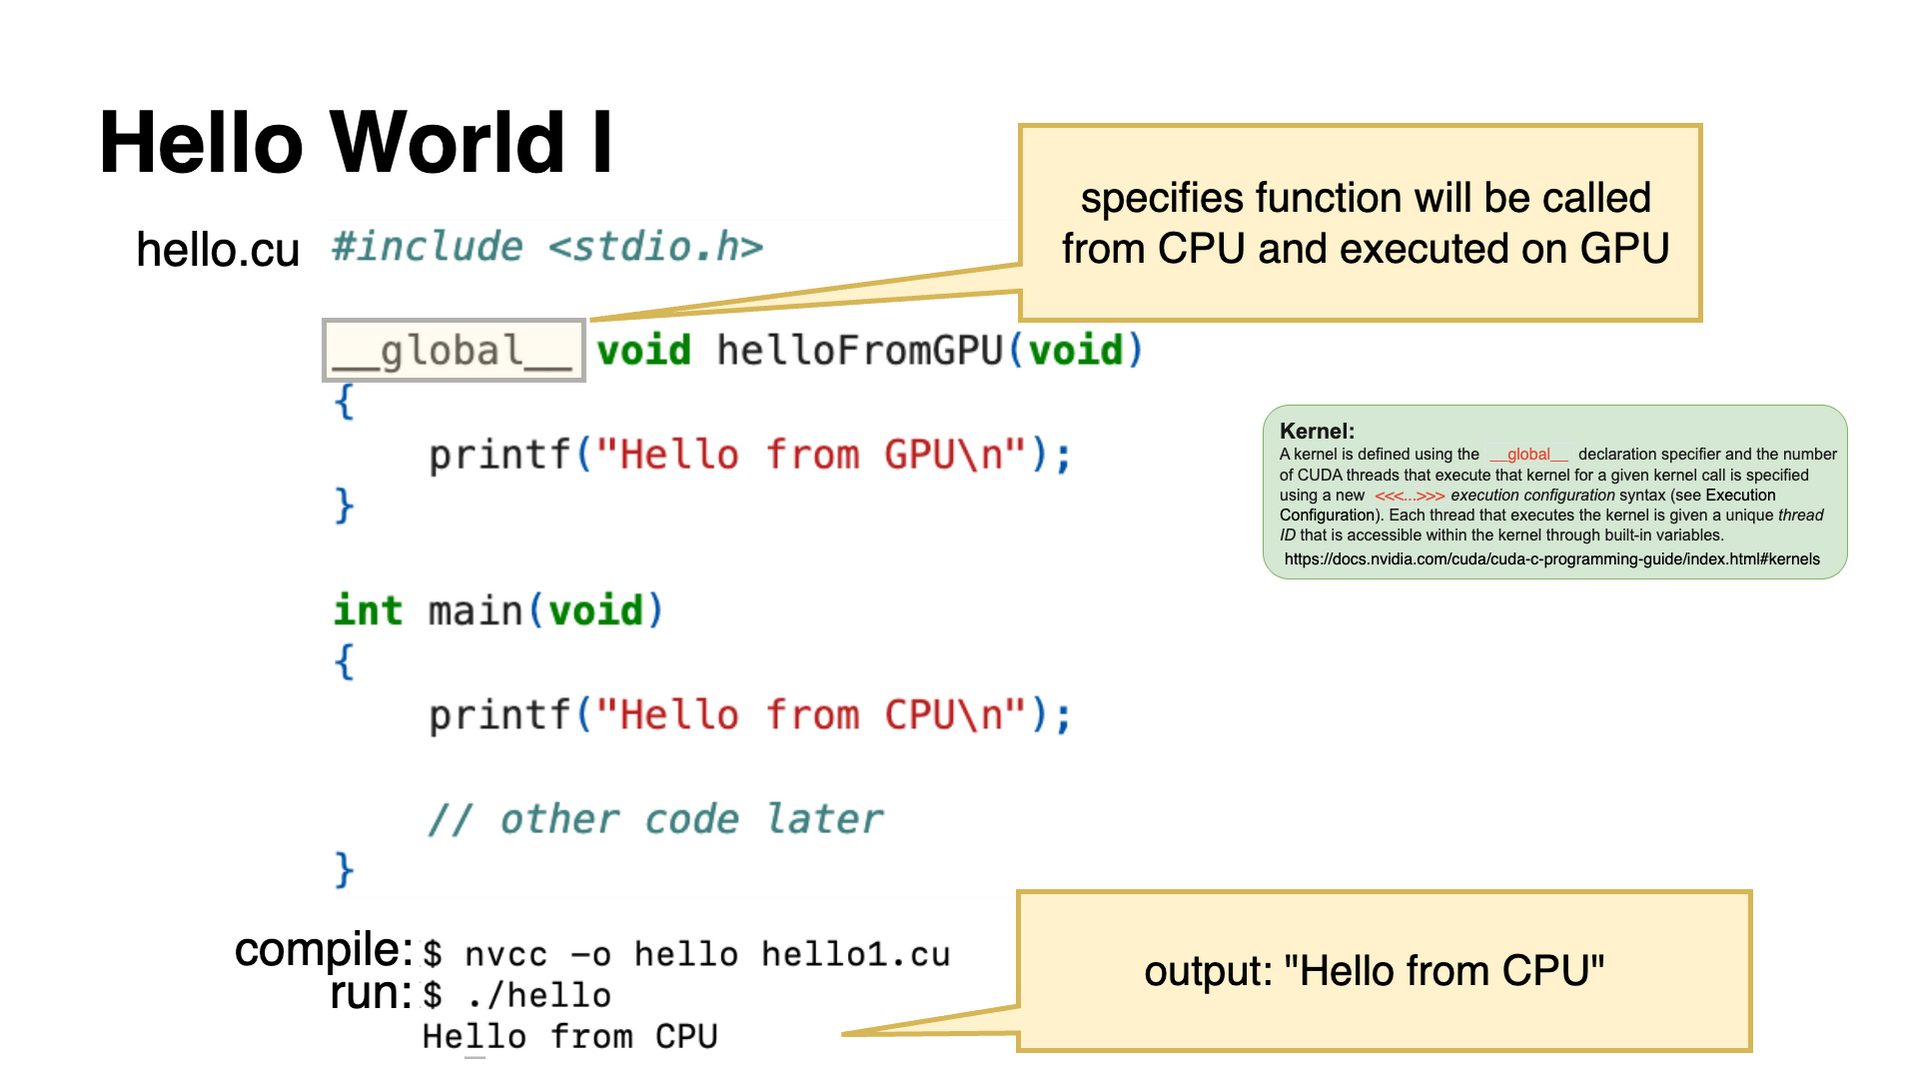 Hello World I
specifies function will be called
from CPU and executed on GPU
hello.cu
#include <stdio.h>
__global__ void helloFromGPU(void)
{
    printf("Hello from GPU\n");
}
Kernel:
A kernel is defined using the __global__ declaration specifier and the number
of CUDA threads that execute that kernel for a given kernel call is specified
using a new <<<...>>> execution configuration syntax (see Execution
Configuration). Each thread that executes the kernel is given a unique thread
ID that is accessible within the kernel through built-in variables.
https://docs.nvidia.com/cuda/cuda-c-programming-guide/index.html#kernels
int main(void)
{
    printf("Hello from CPU\n");
    // other code later
}
compile: $ nvcc -o hello hello1.cu
run: $ ./hello
Hello from CPU
output: "Hello from CPU"